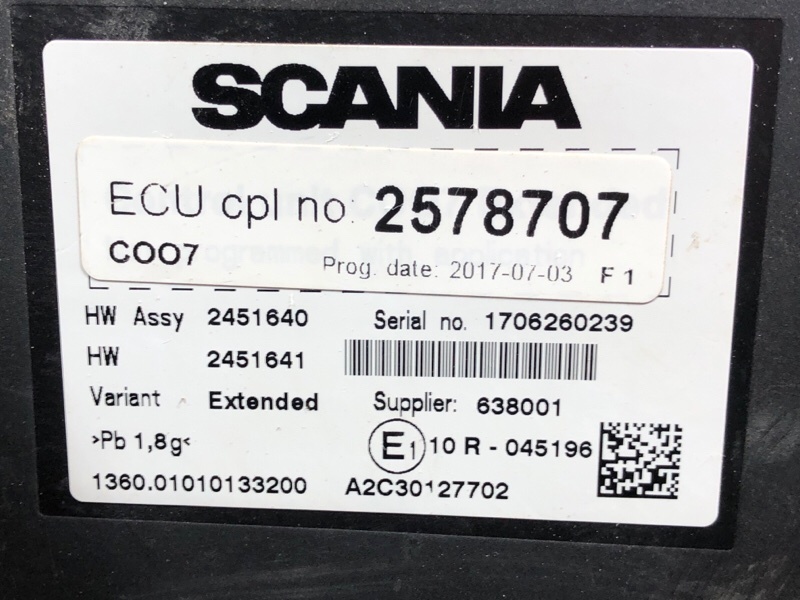 SCANIA
ECU cpl no. 2578707
COO7 Prog. date: 2017-07-03 F 1
HW Assy 2451640 Serial no. 1706260239
HW 2451641
Variant Extended Supplier: 638001
>Pb 1,8g< E1 10 R - 045196
1360.01010133200 A2C30127702